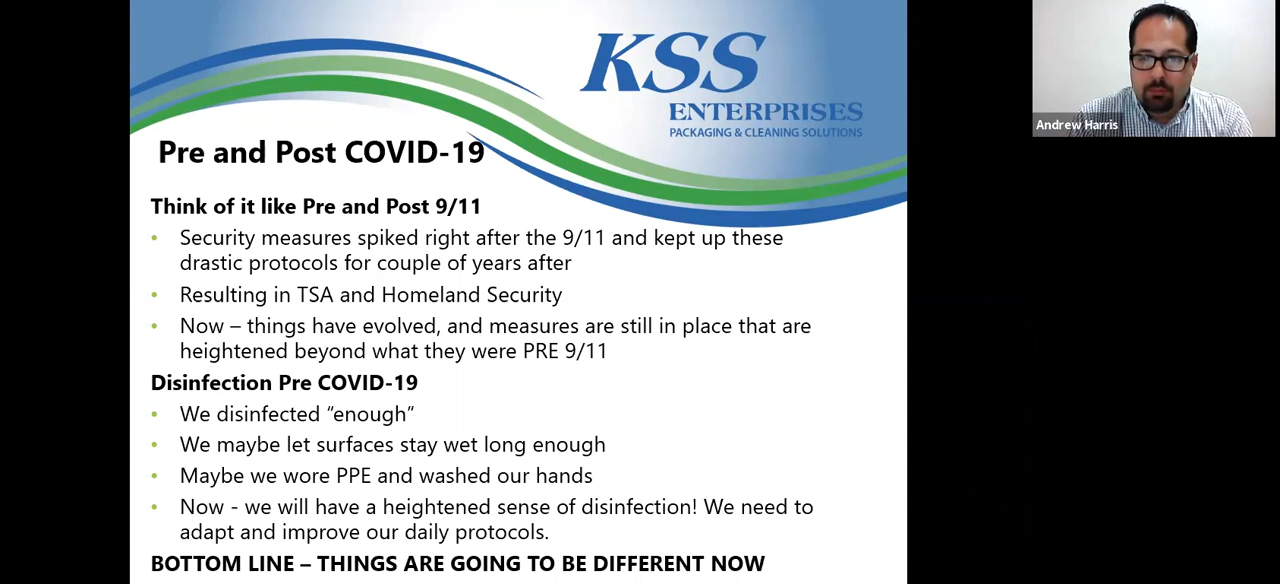 KSS
ENTERPRISES
PACKAGING & CLEANING SOLUTIONS
Andrew Harris
Pre and Post COVID-19
Think of it like Pre and Post 9/11
• Security measures spiked right after the 9/11 and kept up these
drastic protocols for couple of years after
• Resulting in TSA and Homeland Security
• Now – things have evolved, and measures are still in place that are
heightened beyond what they were PRE 9/11
Disinfection Pre COVID-19
• We disinfected “enough”
• We maybe let surfaces stay wet long enough
• Maybe we wore PPE and washed our hands
• Now - we will have a heightened sense of disinfection! We need to
adapt and improve our daily protocols.
BOTTOM LINE – THINGS ARE GOING TO BE DIFFERENT NOW